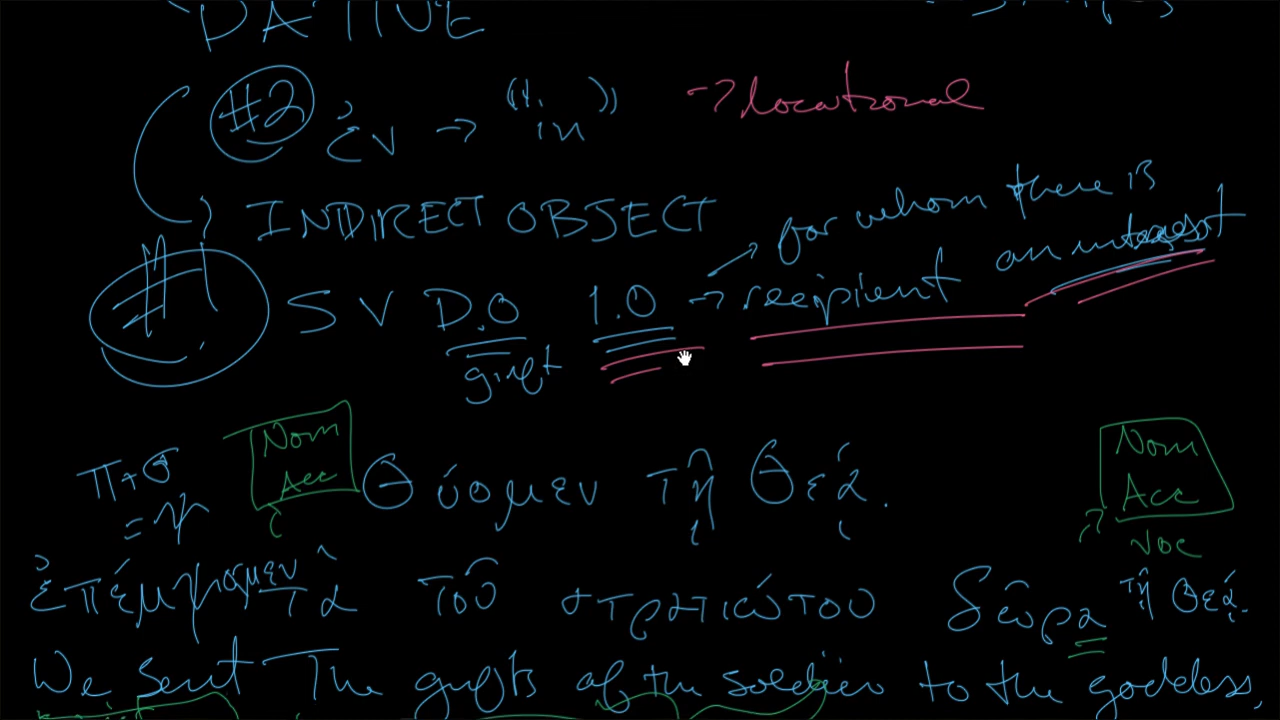 DATIVE
#2 ἐν → "in" → locational
INDIRECT OBJECT for whom there is
#1 S V D.O I.O → recipient an interest
gift
Π+σ Nom Θύομεν τῇ Θεᾷ. Nom
=ψ Acc Acc
Voc
ἐπέμψαμεν τὰ τοῦ στρατιώτου δῶρα τῇ Θεᾷ.
We sent The gifts of the soldier to the goddess,